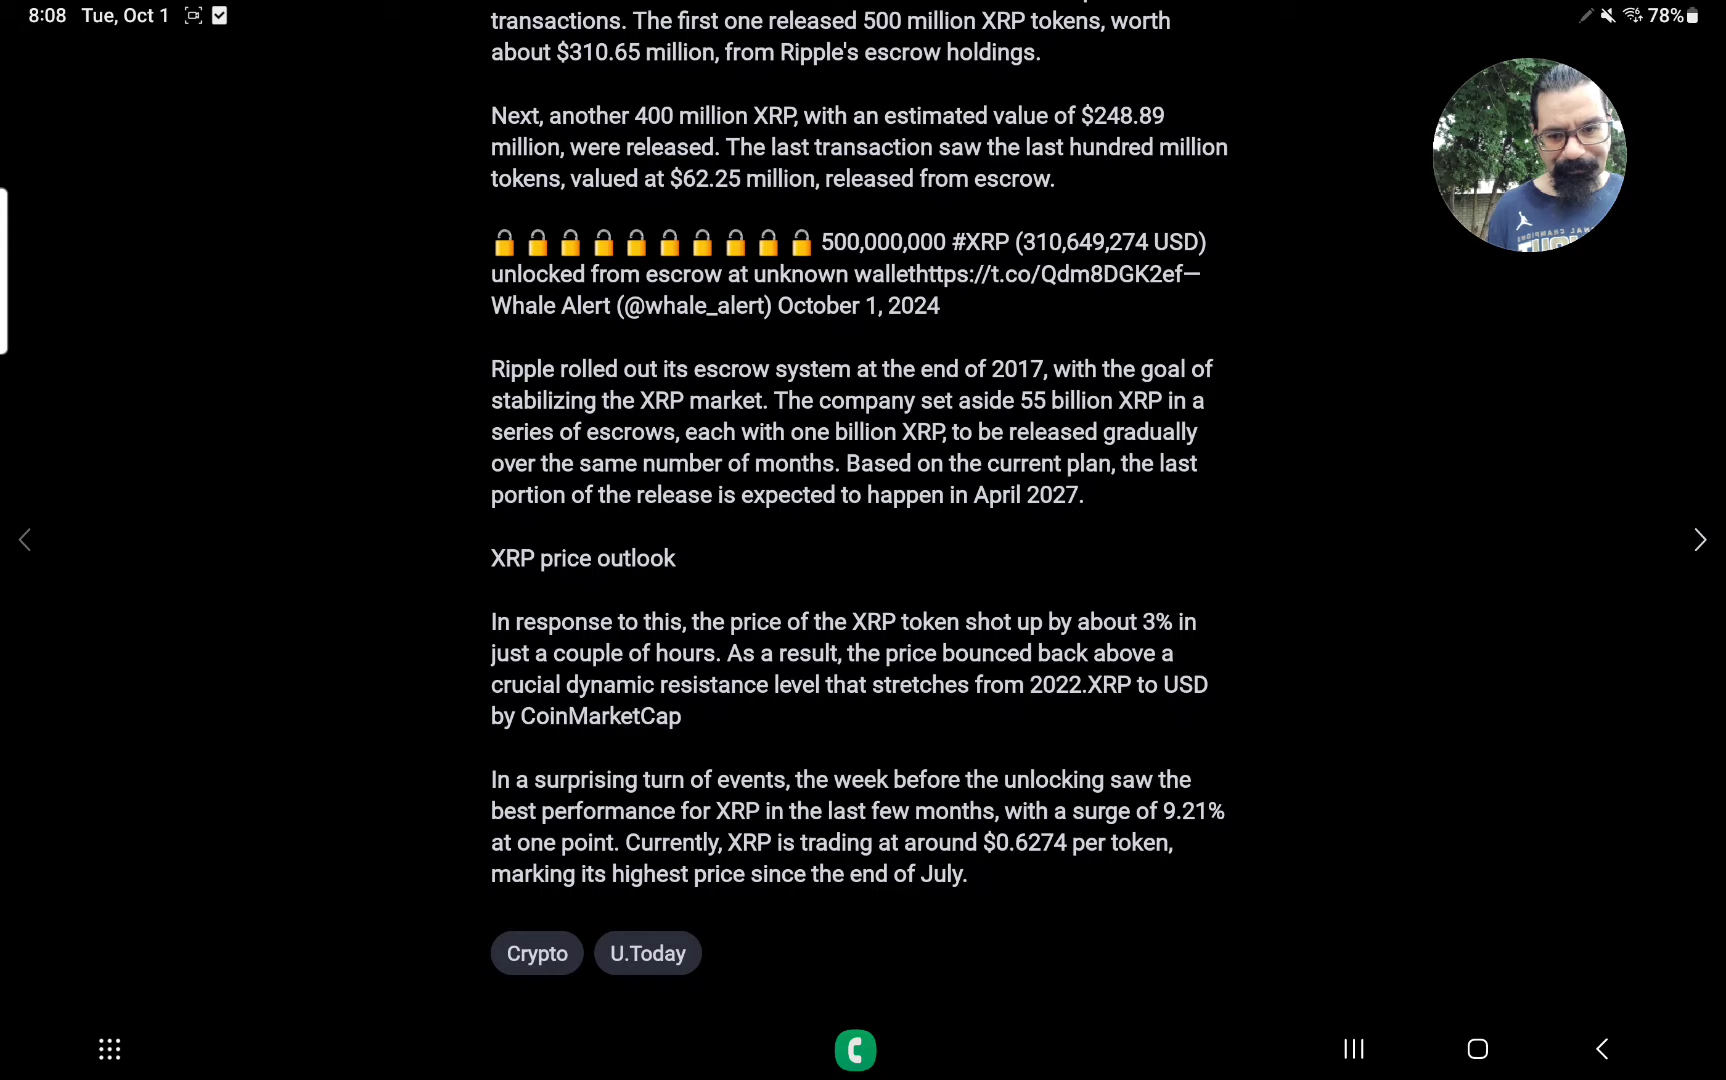 8:08 Tue, Oct 1
78%
transactions. The first one released 500 million XRP tokens, worth
about $310.65 million, from Ripple's escrow holdings.
Next, another 400 million XRP, with an estimated value of $248.89
million, were released. The last transaction saw the last hundred million
tokens, valued at $62.25 million, released from escrow.
🔓 🔓 🔓 🔓 🔓 🔓 🔓 🔓 🔓 🔓 500,000,000 #XRP (310,649,274 USD)
unlocked from escrow at unknown wallethttps://t.co/Qdm8DGK2ef—
Whale Alert (@whale_alert) October 1, 2024
Ripple rolled out its escrow system at the end of 2017, with the goal of
stabilizing the XRP market. The company set aside 55 billion XRP in a
series of escrows, each with one billion XRP, to be released gradually
over the same number of months. Based on the current plan, the last
portion of the release is expected to happen in April 2027.
XRP price outlook
In response to this, the price of the XRP token shot up by about 3% in
just a couple of hours. As a result, the price bounced back above a
crucial dynamic resistance level that stretches from 2022.XRP to USD
by CoinMarketCap
In a surprising turn of events, the week before the unlocking saw the
best performance for XRP in the last few months, with a surge of 9.21%
at one point. Currently, XRP is trading at around $0.6274 per token,
marking its highest price since the end of July.
Crypto
U.Today